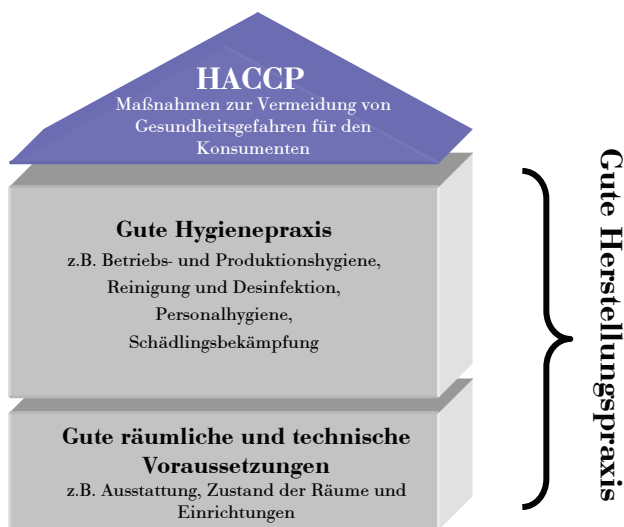 HACCP
Maßnahmen zur Vermeidung von
Gesundheitsgefahren für den
Konsumenten
Gute Hygienepraxis
z.B. Betriebs- und Produktionshygiene,
Reinigung und Desinfektion,
Personalhygiene,
Schädlingsbekämpfung
Gute räumliche und technische
Voraussetzungen
z.B. Ausstattung, Zustand der Räume und
Einrichtungen
Gute Herstellungspraxis